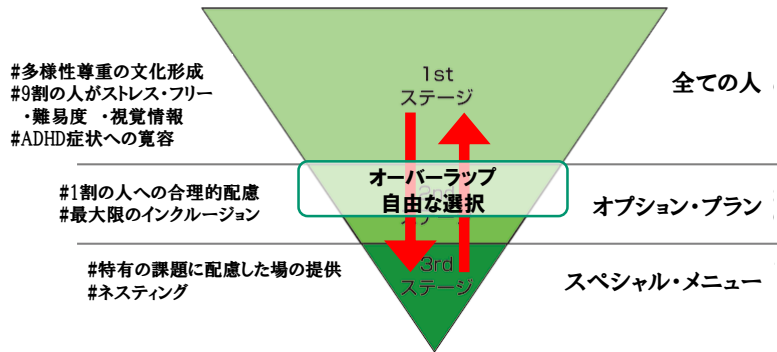 #多様性尊重の文化形成
#9割の人がストレス・フリー
・難易度 ・視覚情報
#ADHD症状への寛容
1st
ステージ
全ての人
#1割の人への合理的配慮
#最大限のインクルージョン
オーバーラップ
自由な選択
2nd
ステージ
オプション・プラン
#特有の課題に配慮した場の提供
#ネスティング
3rd
ステージ
スペシャル・メニュー